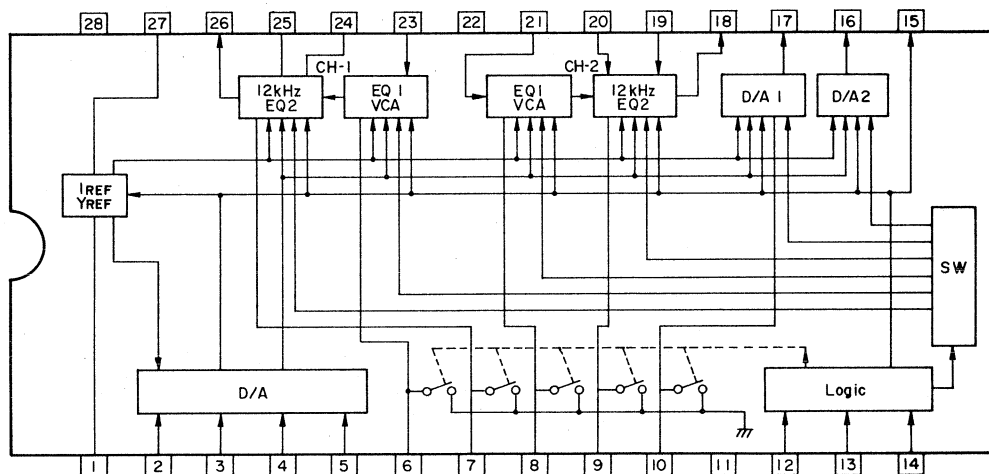 28 27 26 25 24 23 22 21 20 19 18 17 16 15
CH-1 CH-2
12kHz EQ1 EQ1 12kHz D/A 1 D/A2
EQ2 VCA VCA EQ2
IREF
VREF
SW
D/A
Logic
1 2 3 4 5 6 7 8 9 10 11 12 13 14